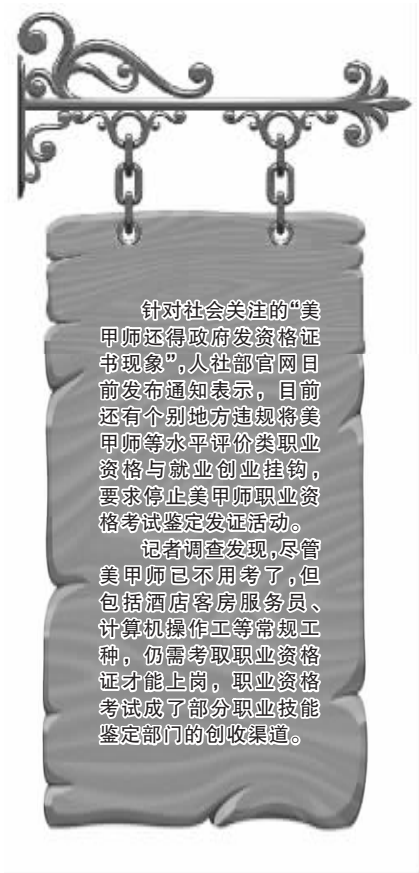 针对社会关注的“美
甲师还得政府发资格证
书现象”，人社部官网日
前发布通知表示，目前
还有个别地方违规将美
甲师等水平评价类职业
资格与就业创业挂钩，
要求停止美甲师职业资
格考试鉴定发证活动。
记者调查发现，尽管
美甲师已不用考了，但
包括酒店客房服务员、
计算机操作工等常规工
种，仍需考取职业资格
证才能上岗，职业资格
考试成了部分职业技能
鉴定部门的创收渠道。